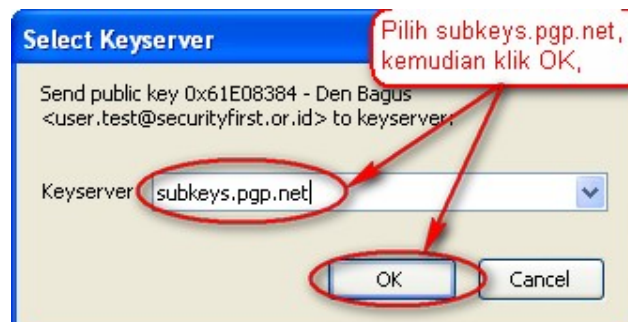 Select Keyserver
Pilih subkeys.pgp.net,
kemudian klik OK,
Send public key 0x61E08384 - Den Bagus
<user.test@securityfirst.or.id> to keyserver:
Keyserver subkeys.pgp.net
OK Cancel